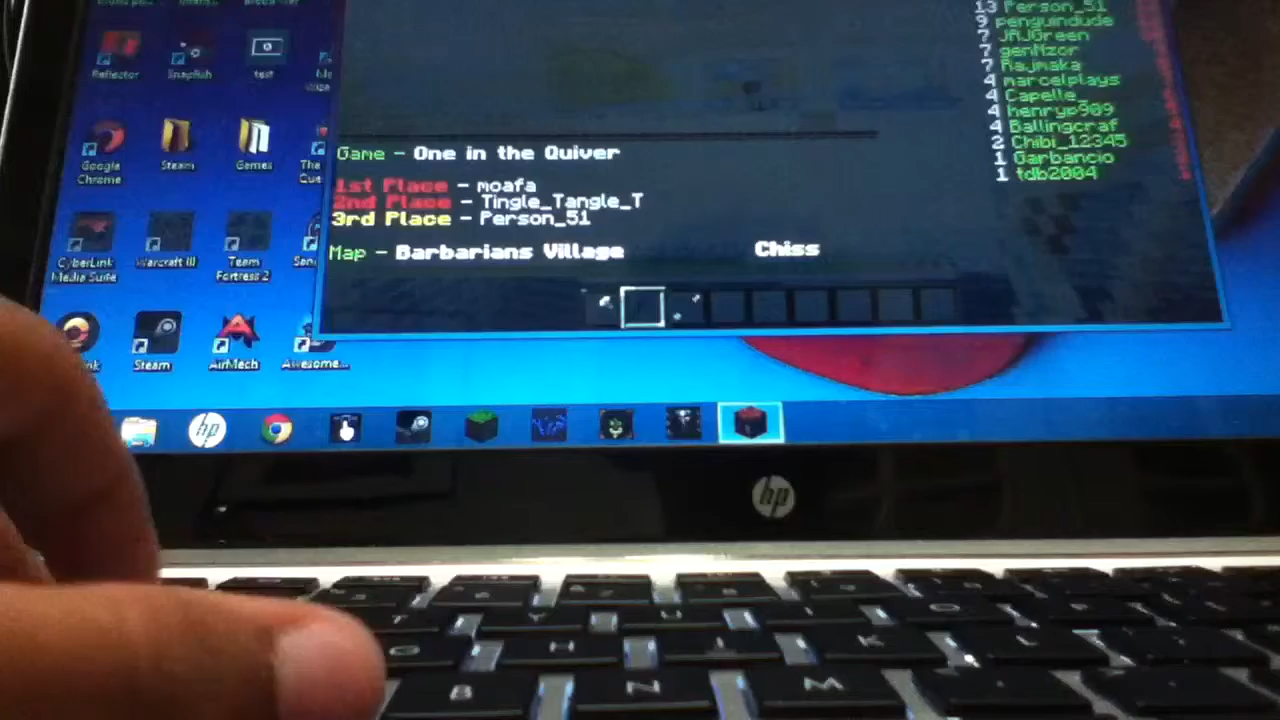 13 Person_51
9 penguindude
7 JAJGreen
7 genNzor
7 Rajmaka
4 marcelplays
4 Capelle_
4 henryp909
4 Ballingcraf
2 Chibi_12345
1 Garbancio
1 tdb2004
Reflector
Snapfish
test
Game - One in the Quiver
1st Place - moafa
2nd Place - Tingle_Tangle_T
3rd Place - Person_51
Map - Barbarians Village
Chiss
Google Chrome
Steam
Games
CyberLink Media Suite
Warcraft III
Team Fortress 2
Steam
AirMech
Awesome...
hp
hp
T
Y
U
O
G
H
J
K
L
B
N
M